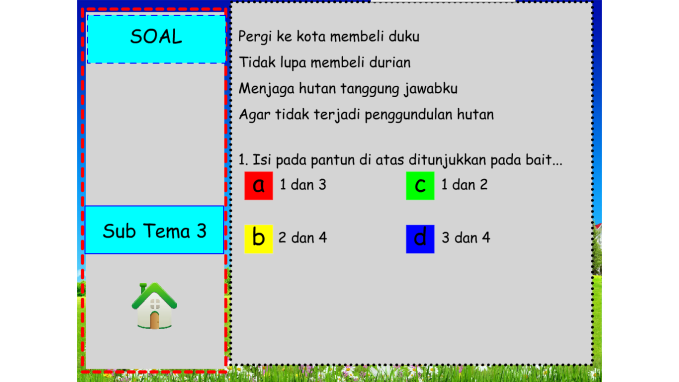 SOAL
Sub Tema 3
Pergi ke kota membeli duku
Tidak lupa membeli durian
Menjaga hutan tanggung jawabku
Agar tidak terjadi penggundulan hutan
1. Isi pada pantun di atas ditunjukkan pada bait...
a 1 dan 3
c 1 dan 2
b 2 dan 4
d 3 dan 4